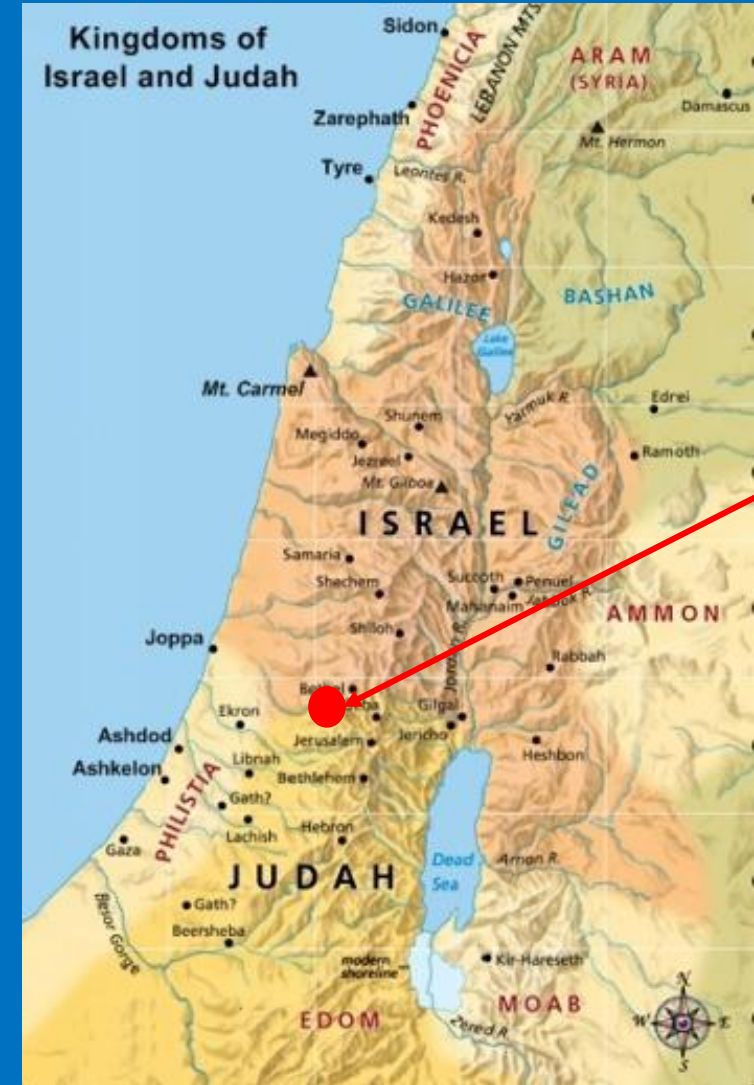 Kingdoms of
Israel and Judah
Sidon
PHOENICIA
LEBANON MTS.
ARAM
(SYRIA)
Damascus
Zarephath
Mt. Hermon
Tyre
Leontes R.
Kedesh
Hazor
GALILEE
BASHAN
Lake
Galilee
Mt. Carmel
Yarmuk R.
Edrei
Shunem
Megiddo
Jezreel
Ramoth
Mt. Gilboa
GILEAD
ISRAEL
Samaria
Shechem
Succoth
Penuel
Mahanaim
Jabbok R.
AMMON
Shiloh
Joppa
Jordan R.
Rabbah
Bethel
Ekron
Gilgal
Ashdod
Jerusalem
Jericho
Heshbon
Libnah
Ashkelon
Bethlehem
PHILISTIA
Gath?
Lachish
Hebron
Gaza
Dead
Sea
Arnon R.
JUDAH
Gath?
Besor Gorge
Beersheba
modern
shoreline
Kir-Hareseth
MOAB
EDOM
Zered R.
N
W
E
S